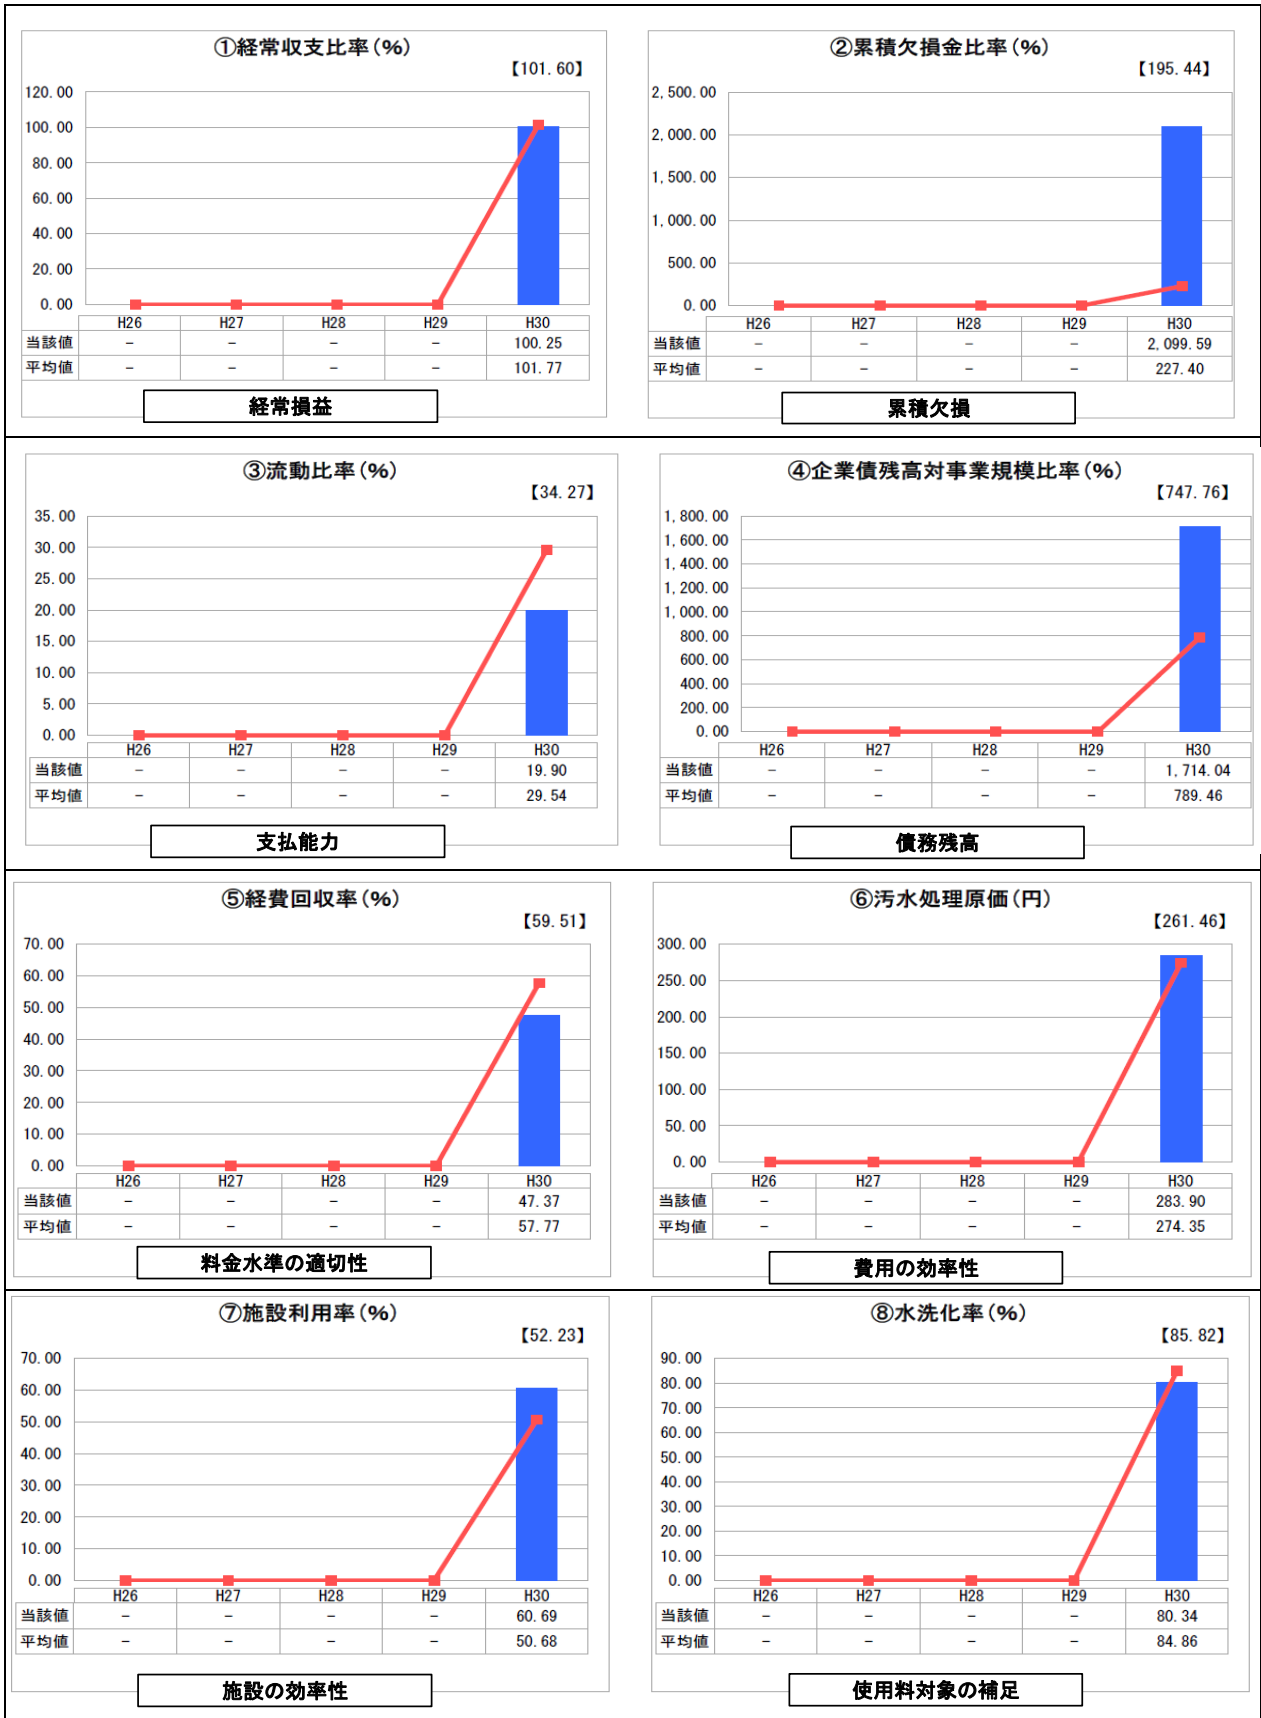 ①経常収支比率(%)
【101.60】
120.00
100.00
80.00
60.00
40.00
20.00
0.00
H26 H27 H28 H29 H30
当該値 － － － － 100.25
平均値 － － － － 101.77
経常損益
②累積欠損金比率(%)
【195.44】
2,500.00
2,000.00
1,500.00
1,000.00
500.00
0.00
H26 H27 H28 H29 H30
当該値 － － － － 2,099.59
平均値 － － － － 227.40
累積欠損
③流動比率(%)
【34.27】
35.00
30.00
25.00
20.00
15.00
10.00
5.00
0.00
H26 H27 H28 H29 H30
当該値 － － － － 19.90
平均値 － － － － 29.54
支払能力
④企業債残高対事業規模比率(%)
【747.76】
1,800.00
1,600.00
1,400.00
1,200.00
1,000.00
800.00
600.00
400.00
200.00
0.00
H26 H27 H28 H29 H30
当該値 － － － － 1,714.04
平均値 － － － － 789.46
債務残高
⑤経費回収率(%)
【59.51】
70.00
60.00
50.00
40.00
30.00
20.00
10.00
0.00
H26 H27 H28 H29 H30
当該値 － － － － 47.37
平均値 － － － － 57.77
料金水準の適切性
⑥汚水処理原価(円)
【261.46】
300.00
250.00
200.00
150.00
100.00
50.00
0.00
H26 H27 H28 H29 H30
当該値 － － － － 283.90
平均値 － － － － 274.35
費用の効率性
⑦施設利用率(%)
【52.23】
70.00
60.00
50.00
40.00
30.00
20.00
10.00
0.00
H26 H27 H28 H29 H30
当該値 － － － － 60.69
平均値 － － － － 50.68
施設の効率性
⑧水洗化率(%)
【85.82】
90.00
80.00
70.00
60.00
50.00
40.00
30.00
20.00
10.00
0.00
H26 H27 H28 H29 H30
当該値 － － － － 80.34
平均値 － － － － 84.86
使用料対象の補足